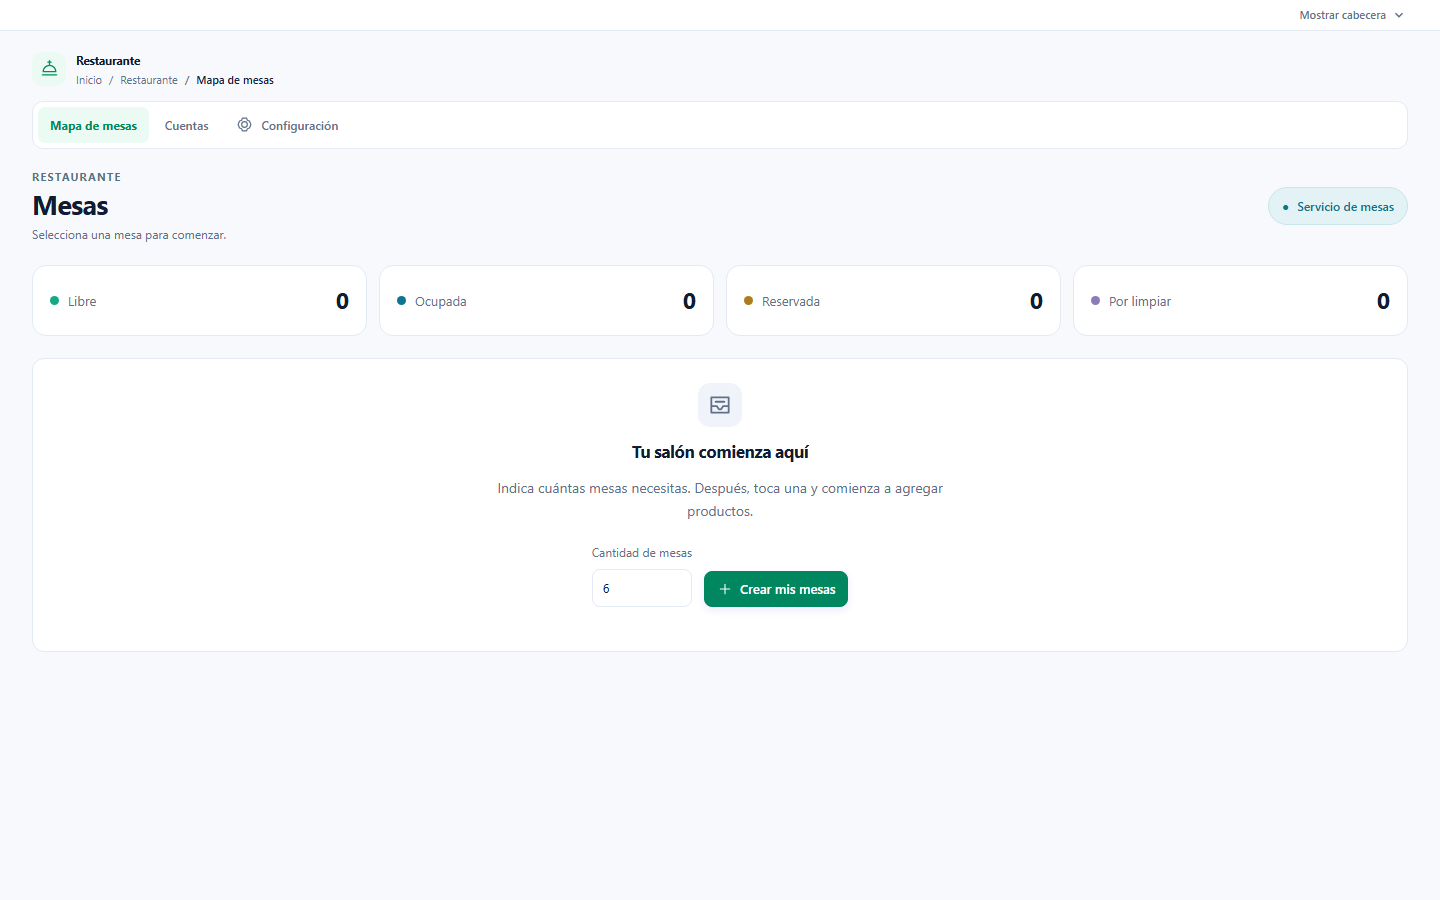 Mostrar cabecera
Restaurante
Inicio / Restaurante / Mapa de mesas
Mapa de mesas Cuentas Configuración
RESTAURANTE
Mesas
Selecciona una mesa para comenzar.
Servicio de mesas
Libre 0
Ocupada 0
Reservada 0
Por limpiar 0
Tu salón comienza aquí
Indica cuántas mesas necesitas. Después, toca una y comienza a agregar
productos.
Cantidad de mesas
6
Crear mis mesas